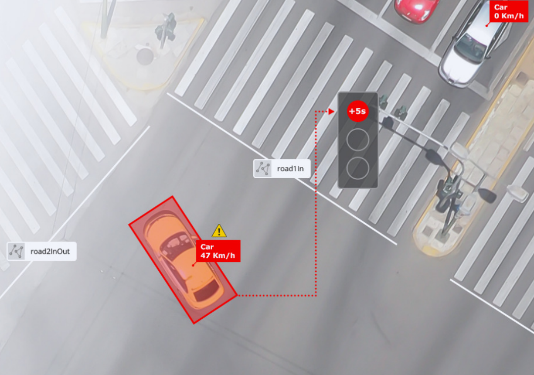 Car
0 Km/h
+5s
road1In
road2InOut
Car
47 Km/h